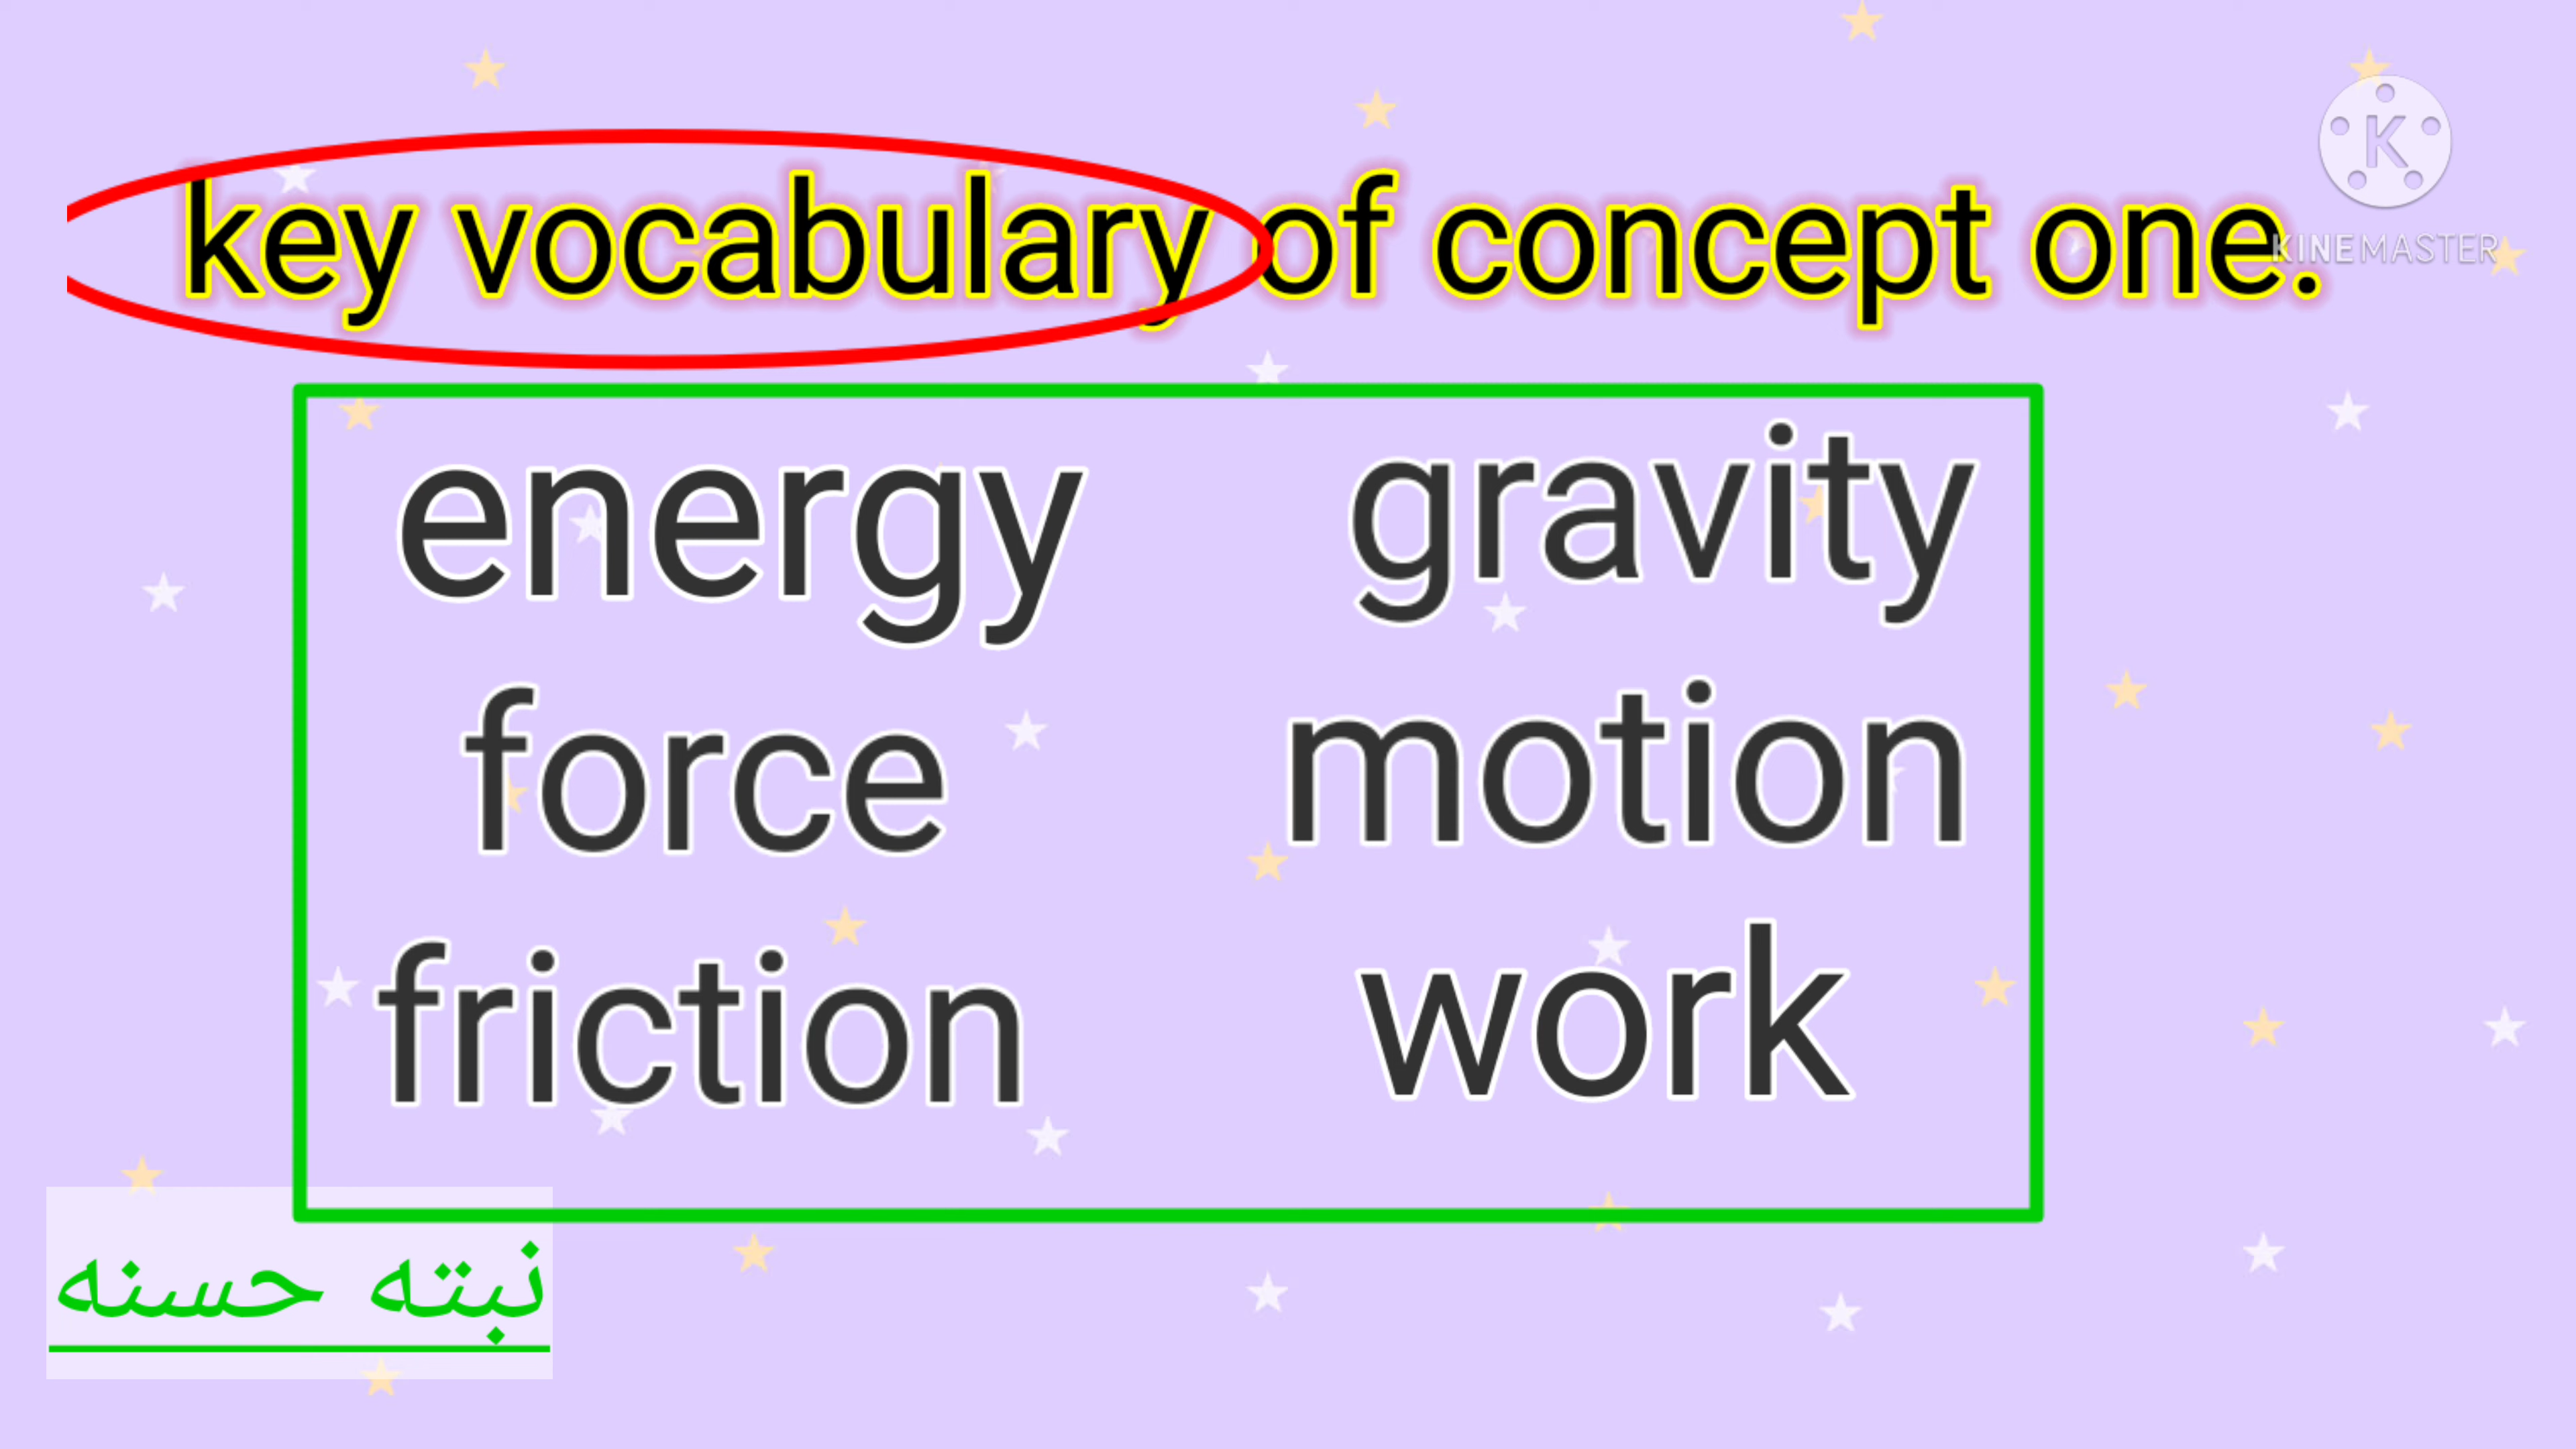 key vocabulary of concept one.
K
KINEMASTER
energy gravity
force motion
friction work
نبته حسنه